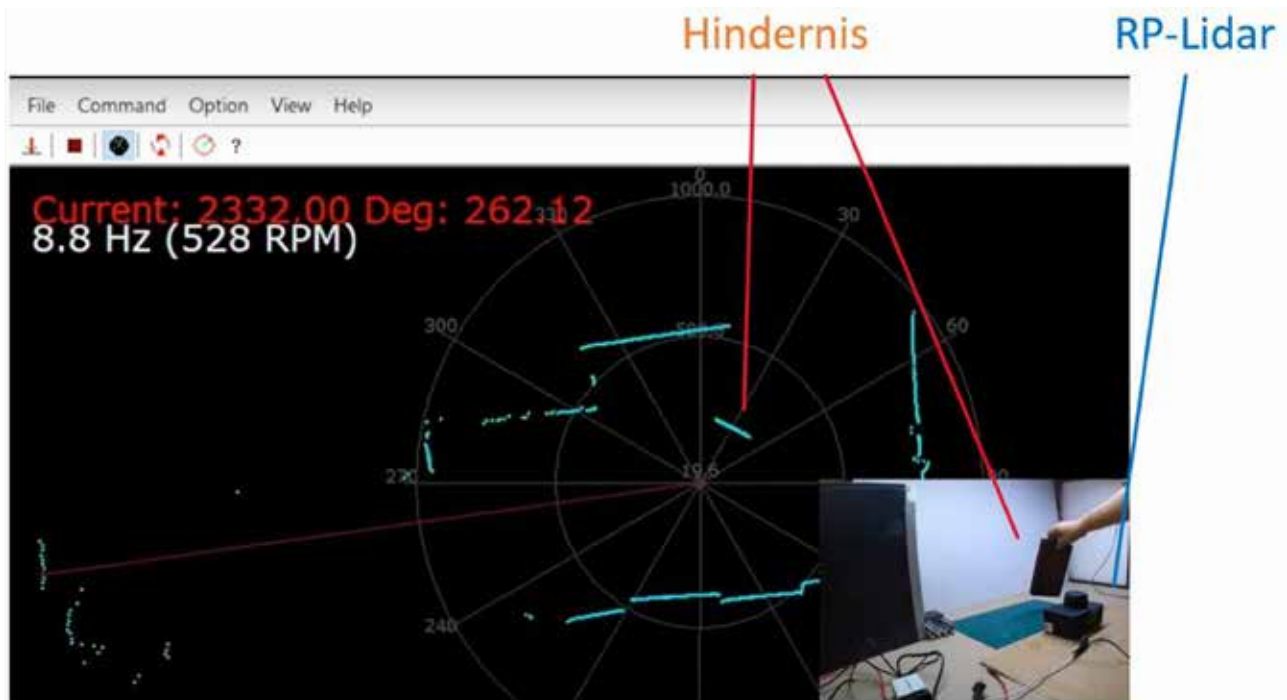 Hindernis RP-Lidar
File Command Option View Help
?
0
1000.0
Current: 2332.00 Deg: 262.12
330
30
8.8 Hz (528 RPM)
300
60
500.0
270
19.6
240